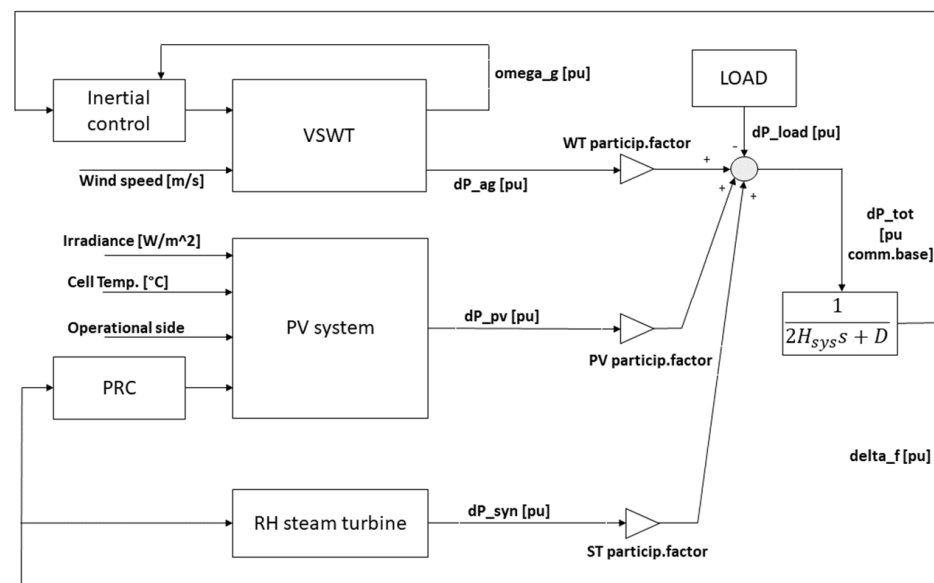 omega_g [pu]
LOAD
Inertial
control
VSWT
dP_load [pu]
WT particip.factor
-
+
Wind speed [m/s]
dP_ag [pu]
+
+
dP_tot
[pu
comm.base]
Irradiance [W/m^2]
Cell Temp. [°C]
Operational side
PV system
dP_pv [pu]
1
2H_sys s + D
PV particip.factor
PRC
delta_f [pu]
RH steam turbine
dP_syn [pu]
ST particip.factor